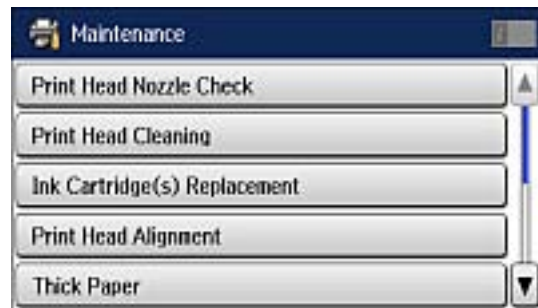 Maintenance
Print Head Nozzle Check
Print Head Cleaning
Ink Cartridge(s) Replacement
Print Head Alignment
Thick Paper